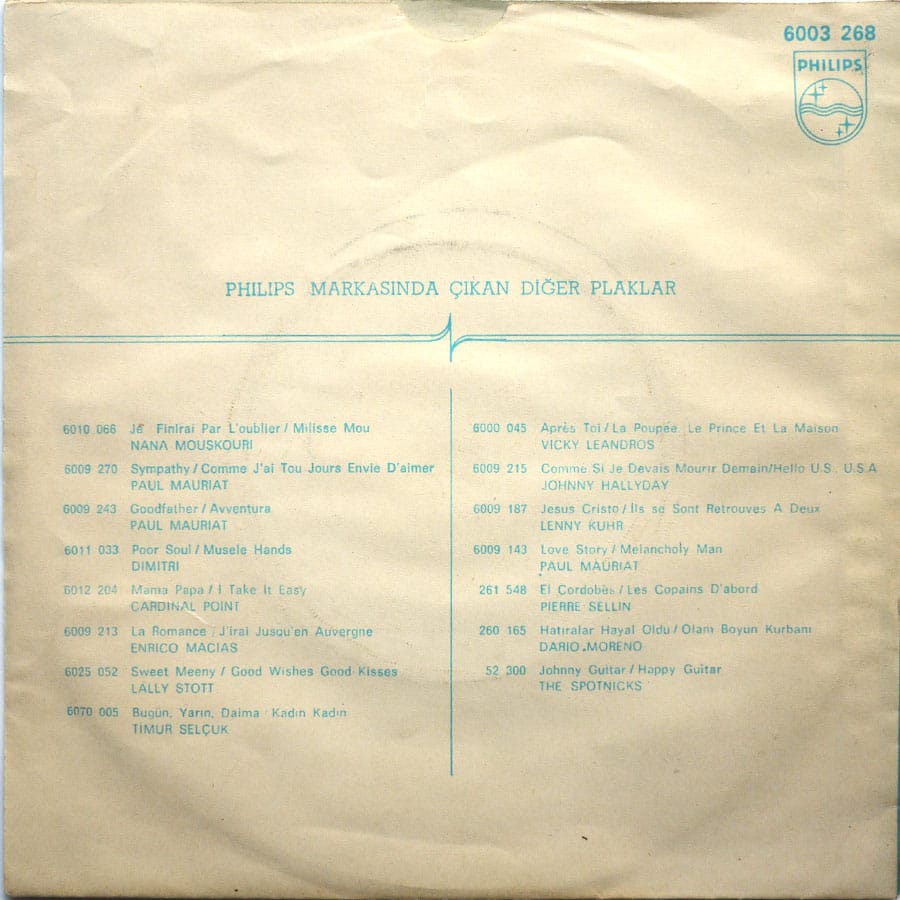 6003 268
PHILIPS
PHILIPS MARKASINDA ÇIKAN DİĞER PLAKLAR
6010 066 Je Finirai Par L'oublier / Milisse Mou
NANA MOUSKOURI
6009 270 Sympathy / Comme J'ai Tou Jours Envie D'aimer
PAUL MAURIAT
6009 243 Goodfather / Avventura
PAUL MAURIAT
6011 033 Poor Soul / Musele Hands
DIMITRI
6012 204 Mama Papa / I Take It Easy
CARDINAL POINT
6009 213 La Romance / J'irai Jusqu'en Auvergne
ENRICO MACIAS
6025 052 Sweet Meeny / Good Wishes Good Kisses
LALLY STOTT
6070 005 Bugün, Yarın, Daima / Kadın Kadın
TİMUR SELÇUK
6000 045 Après Toi / La Poupée, Le Prince Et La Maison
VICKY LEANDROS
6009 215 Comme Si Je Devais Mourir Demain/Hello U.S., U.S.A
JOHNNY HALLYDAY
6009 187 Jesus Cristo / Ils se Sont Retrouves A Deux
LENNY KUHR
6009 143 Love Story / Melancholy Man
PAUL MAURIAT
261 548 El Cordobès / Les Copains D'abord
PIERRE SELLIN
260 165 Hatıralar Hayal Oldu / Olam Boyun Kurbanı
DARIO MORENO
52 300 Johnny Guitar / Happy Guitar
THE SPOTNICKS